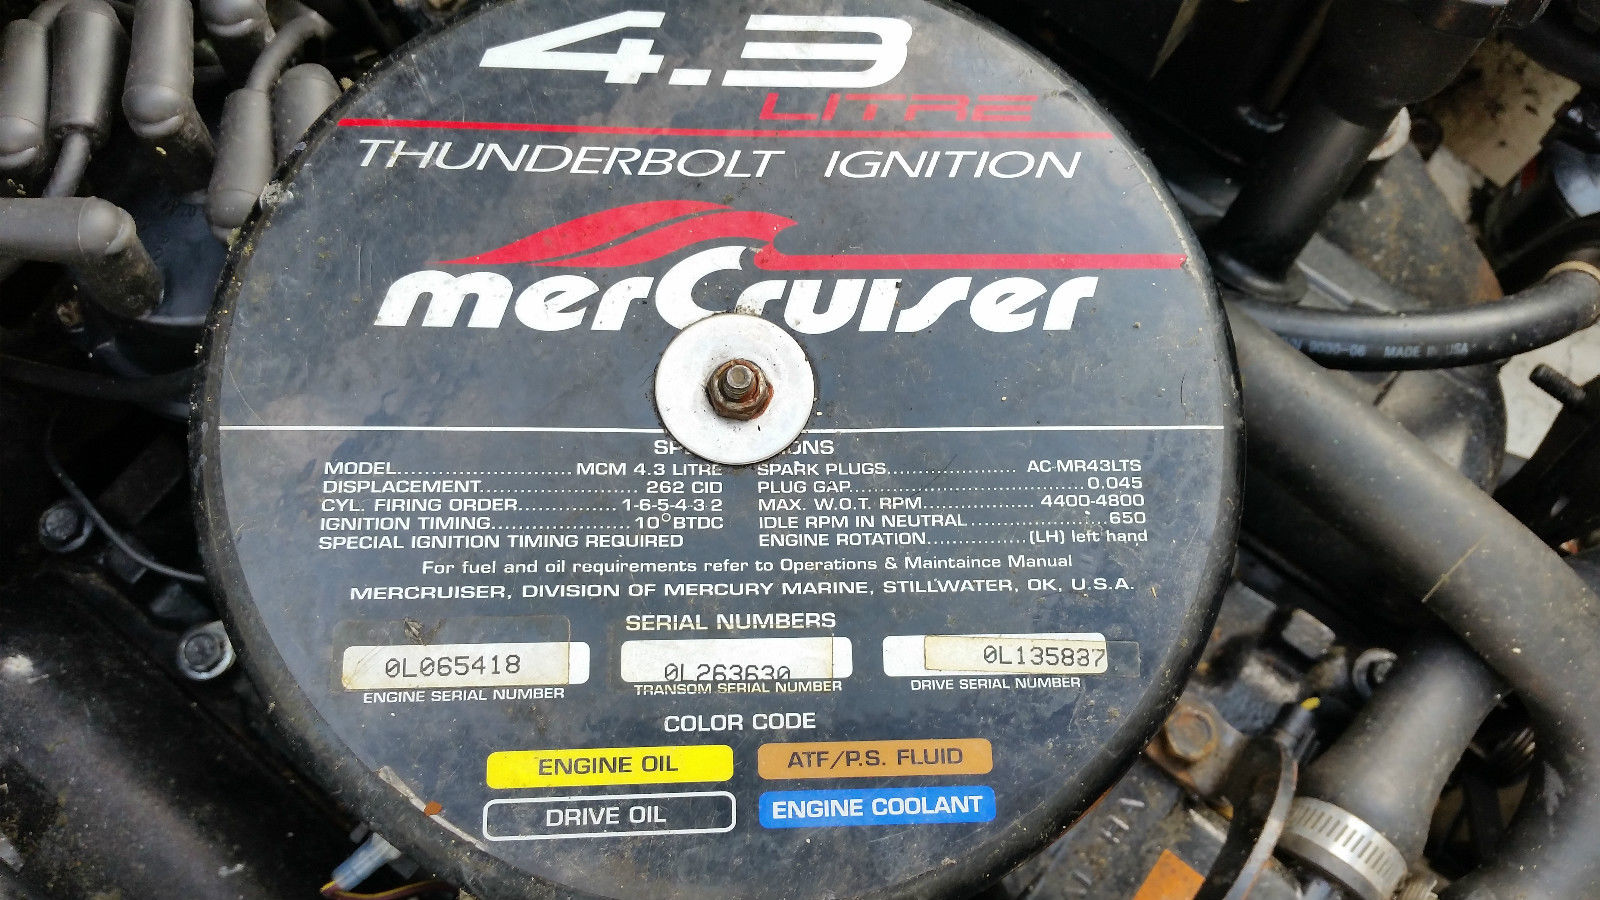 4.3
LITRE
THUNDERBOLT IGNITION
merCruiser
MODEL.......................... MCM 4.3 LITRE
DISPLACEMENT........................ 262 CID
CYL. FIRING ORDER............... 1-6-5-4-3 2
IGNITION TIMING..................... 10° BTDC
SPECIAL IGNITION TIMING REQUIRED
SPARK PLUGS.................... AC-MR43LTS
PLUG GAP...................................0.045
MAX. W.O.T. RPM................. 4400-4800
IDLE RPM IN NEUTRAL.................... 650
ENGINE ROTATION...............(LH) left hand
For fuel and oil requirements refer to Operations & Maintaince Manual
MERCRUISER, DIVISION OF MERCURY MARINE, STILLWATER, OK, U.S.A.
SERIAL NUMBERS
0L065418
ENGINE SERIAL NUMBER
0L263630
TRANSOM SERIAL NUMBER
0L135837
DRIVE SERIAL NUMBER
COLOR CODE
ENGINE OIL
ATF/P.S. FLUID
DRIVE OIL
ENGINE COOLANT
MADE IN USA